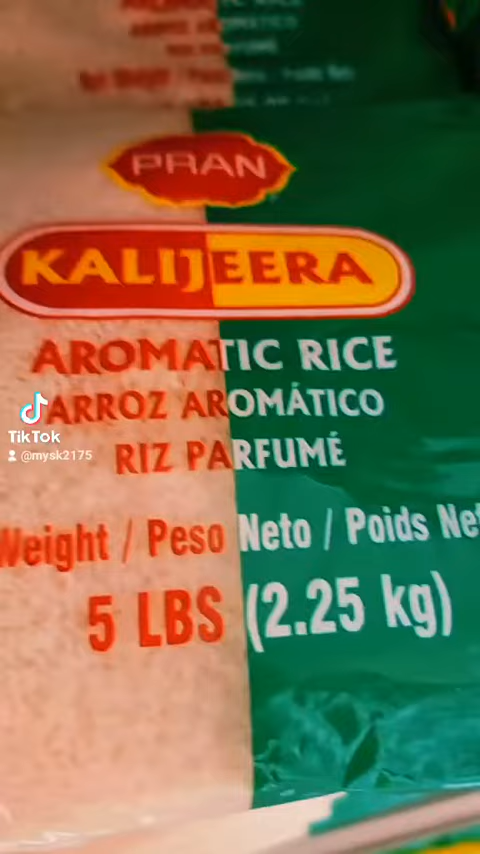 PRAN
KALIJEERA
AROMATIC RICE
ARROZ AROMÁTICO
RIZ PARFUMÉ
TikTok
@mysk2175
Weight / Peso Neto / Poids Net
5 LBS (2.25 kg)